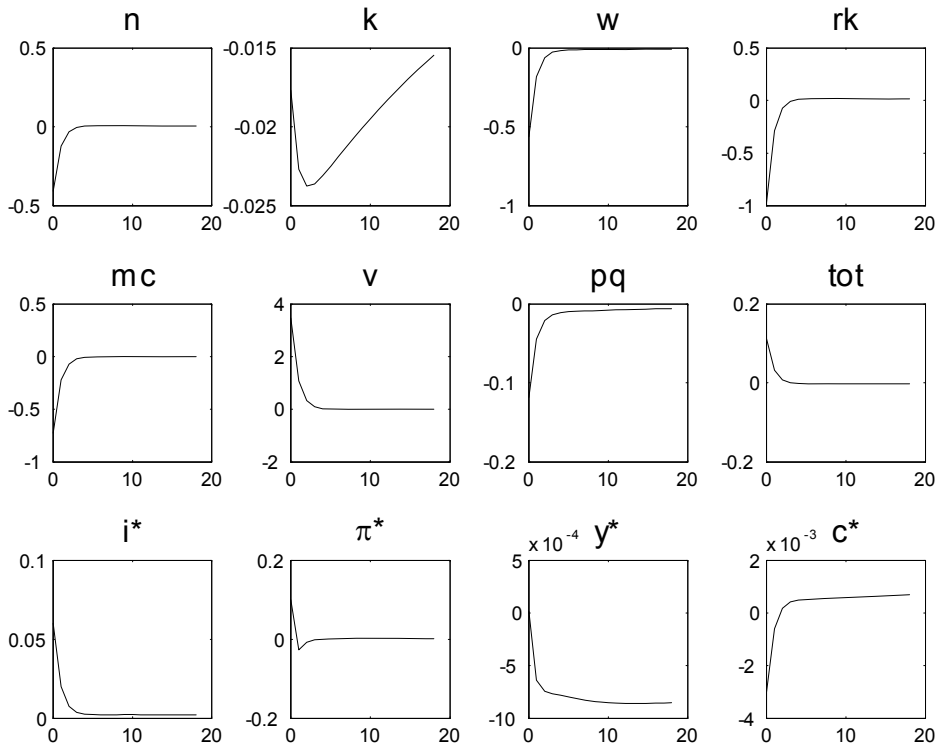 n k w rk
0.5 -0.015 0 0.5
0 -0.02 -0.5 0
-0.5
-0.5 -0.025 -1 -1
0 10 20 0 10 20 0 10 20 0 10 20
mc v pq tot
0.5 4 0 0.2
0 2 -0.1 0
-0.5 0
-1 -2 -0.2 -0.2
0 10 20 0 10 20 0 10 20 0 10 20
i* π* x 10 -4 y* x 10 -3 c*
0.1 0.2 5 2
0 0
0.05 0 -5 -2
0 -0.2 -10 -4
0 10 20 0 10 20 0 10 20 0 10 20